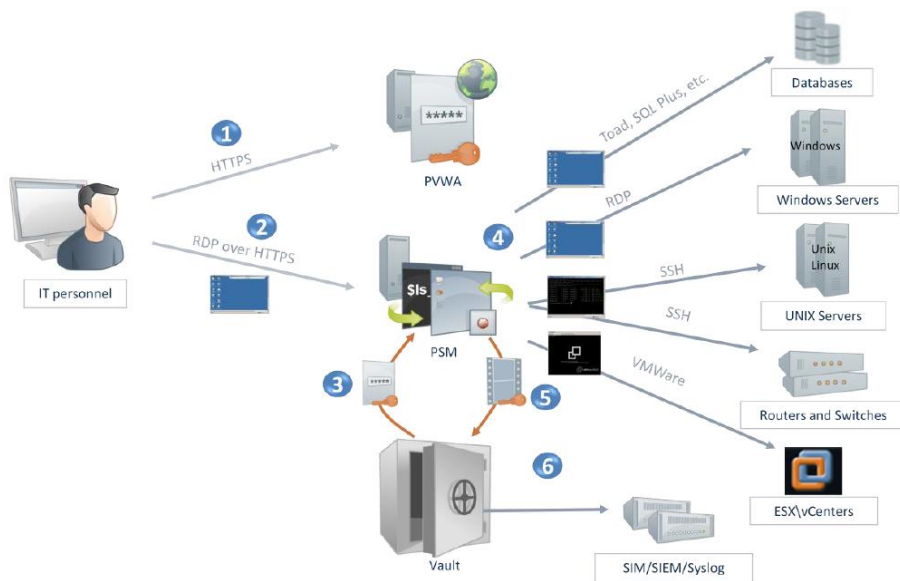 1
HTTPS
*****
PVWA
IT personnel
2
RDP over HTTPS
$ls_
PSM
3
*****
4
Toad, SQL Plus, etc.
Databases
RDP
Windows
Windows Servers
SSH
Unix
Linux
UNIX Servers
SSH
Routers and Switches
VMWare
ESX\vCenters
5
Vault
6
SIM/SIEM/Syslog